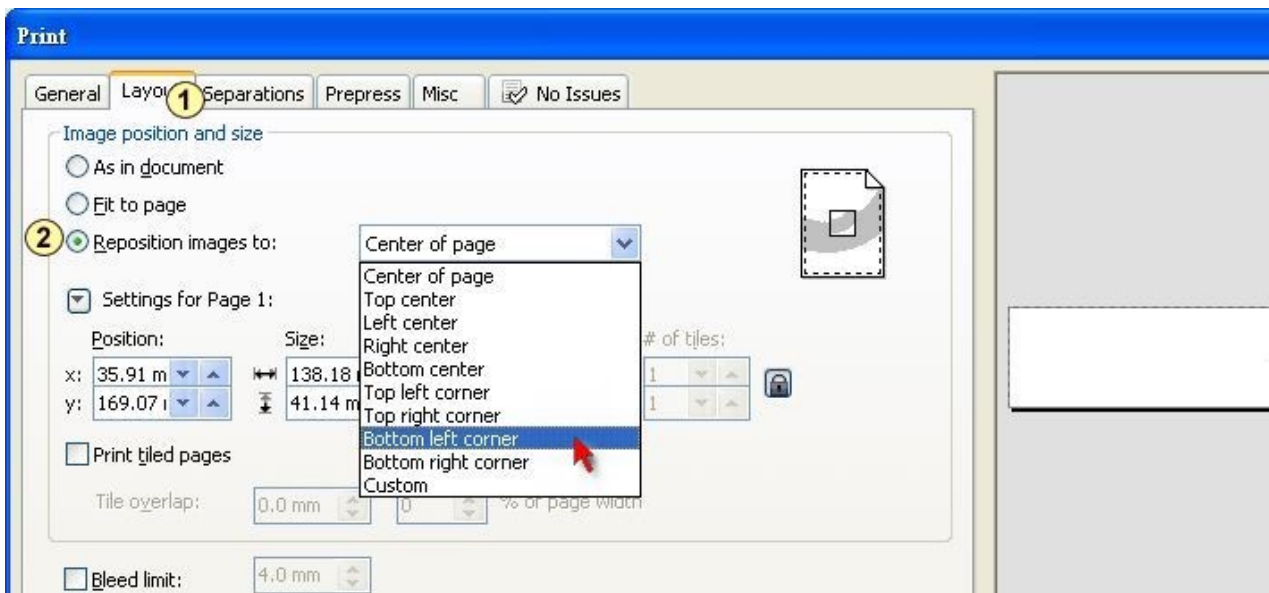 Print
General Layou 1 Separations Prepress Misc No Issues
Image position and size
As in document
Fit to page
2 Reposition images to: Center of page
Center of page
Top center
Left center
Right center
Bottom center
Top left corner
Top right corner
Bottom left corner
Bottom right corner
Custom
Settings for Page 1:
Position: Size: # of tiles:
x: 35.91 m 138.18 1
y: 169.07 41.14 m 1
Print tiled pages
Tile overlap: 0.0 mm 0 % of page width
Bleed limit: 4.0 mm